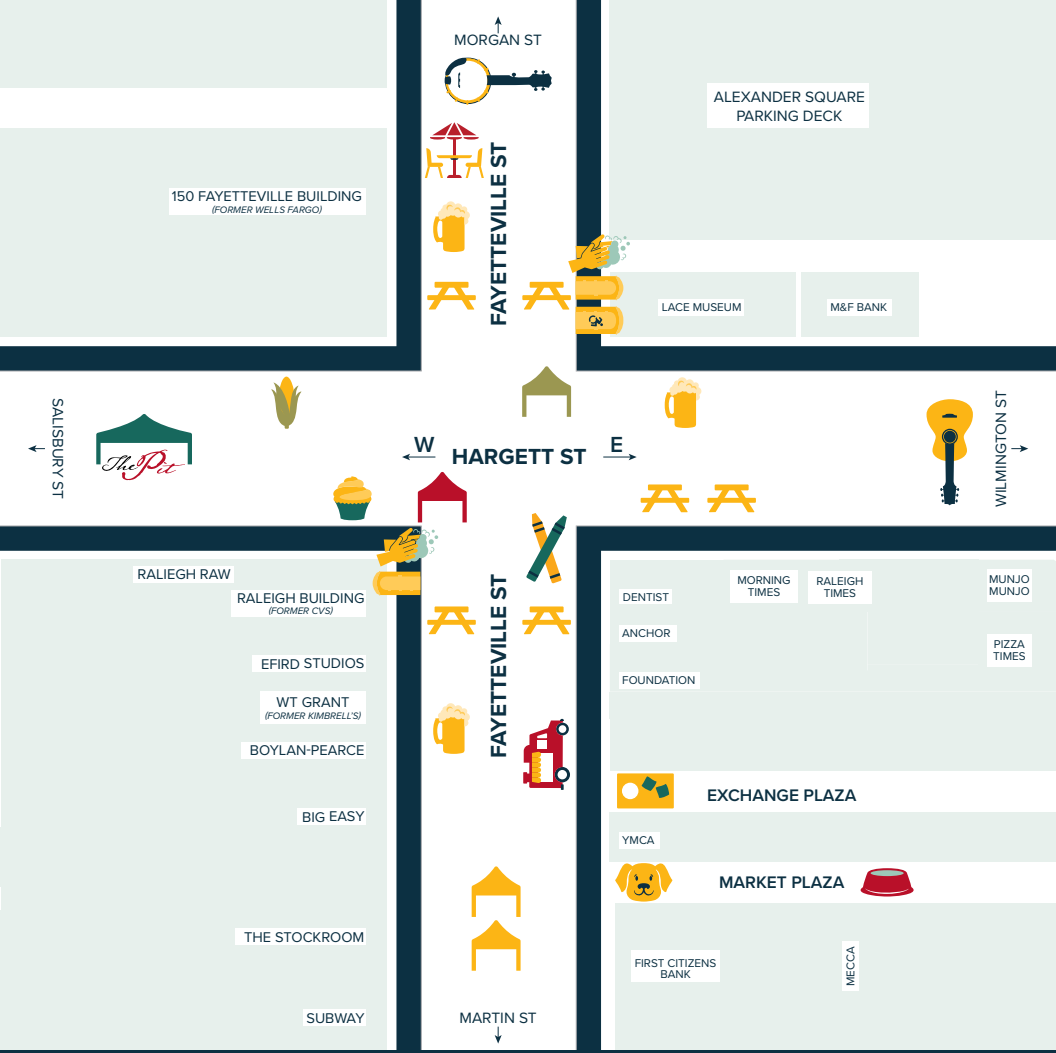 MORGAN ST
ALEXANDER SQUARE
PARKING DECK
150 FAYETTEVILLE BUILDING
(FORMER WELLS FARGO)
FAYETTEVILLE ST
LACE MUSEUM
M&F BANK
SALISBURY ST
The Pit
W
HARGETT ST
E
WILMINGTON ST
RALIEGH RAW
RALEIGH BUILDING
(FORMER CVS)
EFIRD STUDIOS
WT GRANT
(FORMER KIMBRELL'S)
BOYLAN-PEARCE
BIG EASY
THE STOCKROOM
SUBWAY
FAYETTEVILLE ST
MARTIN ST
DENTIST
ANCHOR
FOUNDATION
MORNING
TIMES
RALEIGH
TIMES
MUNJO
MUNJO
PIZZA
TIMES
EXCHANGE PLAZA
YMCA
MARKET PLAZA
FIRST CITIZENS
BANK
MECCA